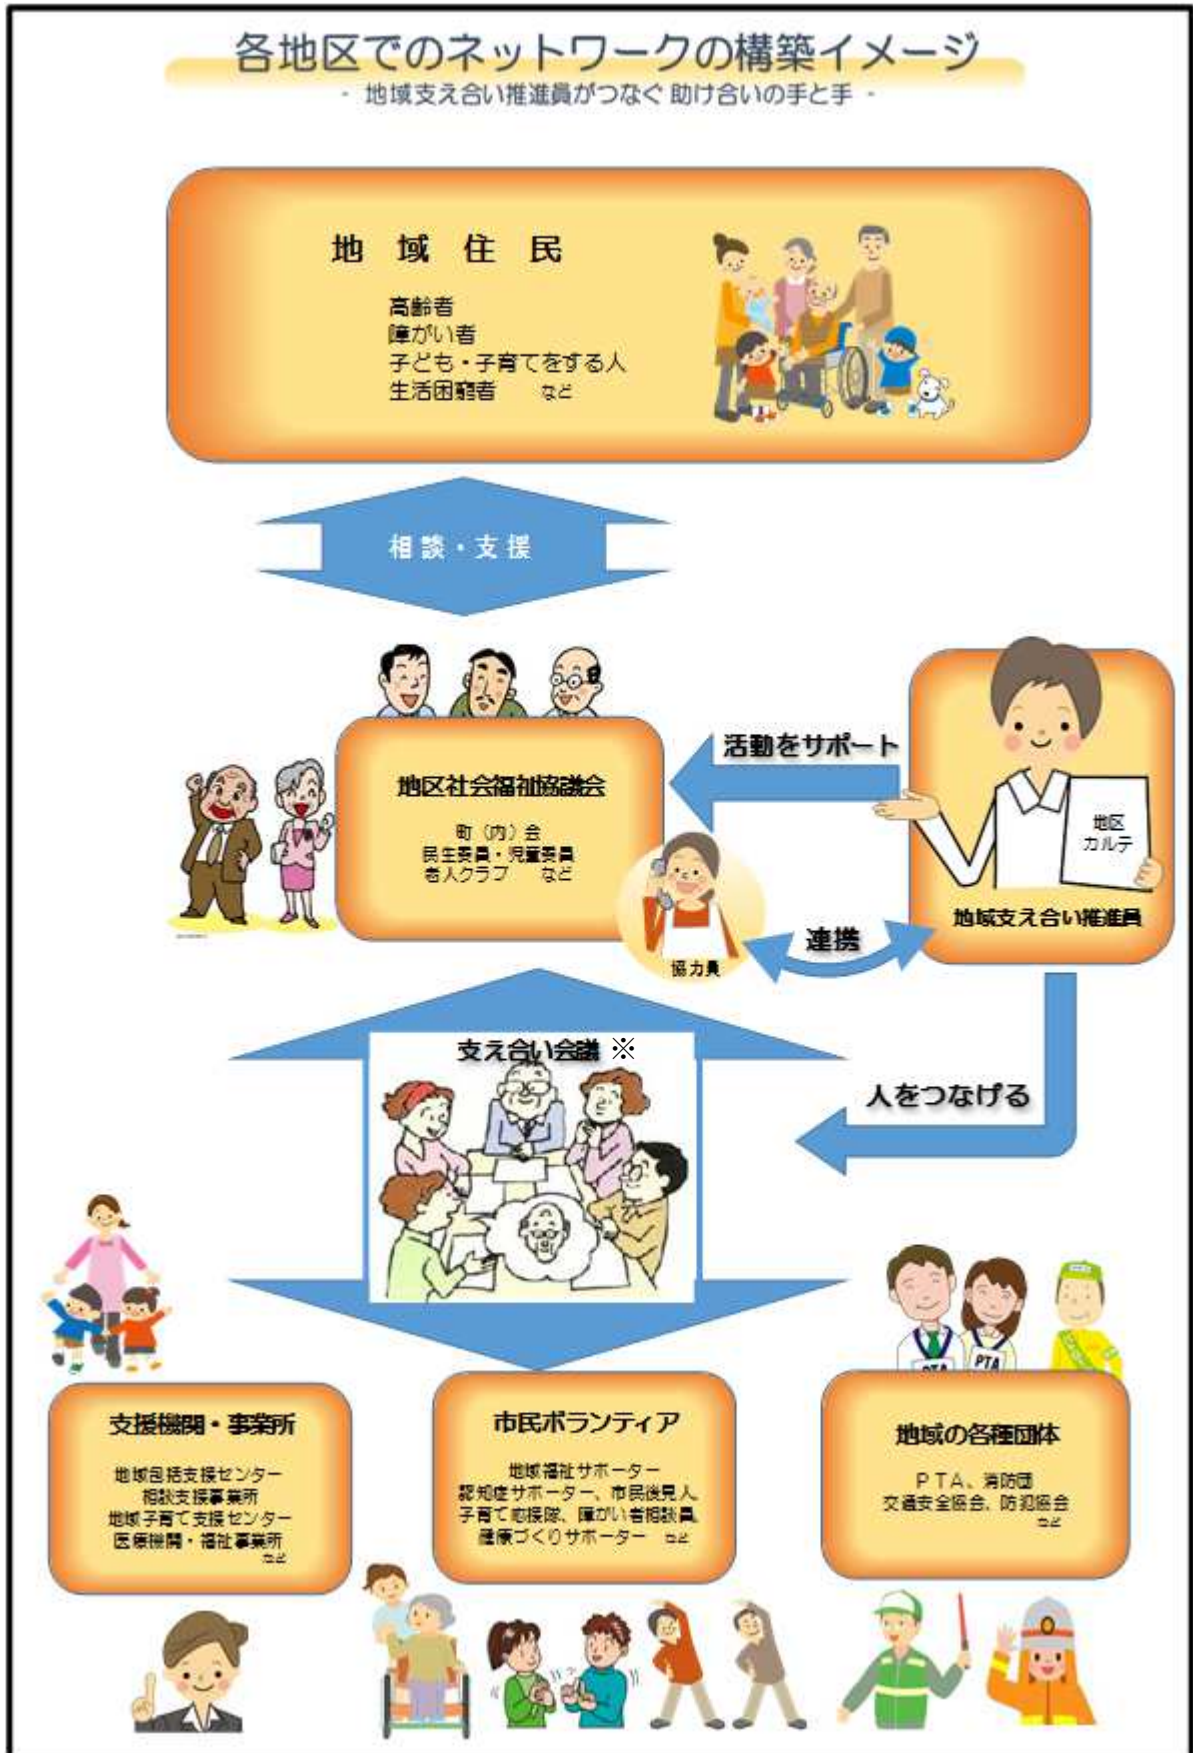 各地区でのネットワークの構築イメージ
- 地域支え合い推進員がつなぐ 助け合いの手と手 -
地 域 住 民
高齢者
障がい者
子ども・子育てをする人
生活困窮者 など
相談・支援
地区社会福祉協議会
町（内）会
民生委員・児童委員
老人クラブ など
活動をサポート
地区
カルテ
地域支え合い推進員
協力員
連携
支え合い会議 ※
人をつなげる
PTA
PTA
支援機関・事業所
地域包括支援センター
相談支援事業所
地域子育て支援センター
医療機関・福祉事業所
など
市民ボランティア
地域福祉サポーター
認知症サポーター、市民後見人、
子育て応援隊、障がい者相談員、
健康づくりサポーター など
地域の各種団体
ＰＴＡ、消防団
交通安全協会、防犯協会
など